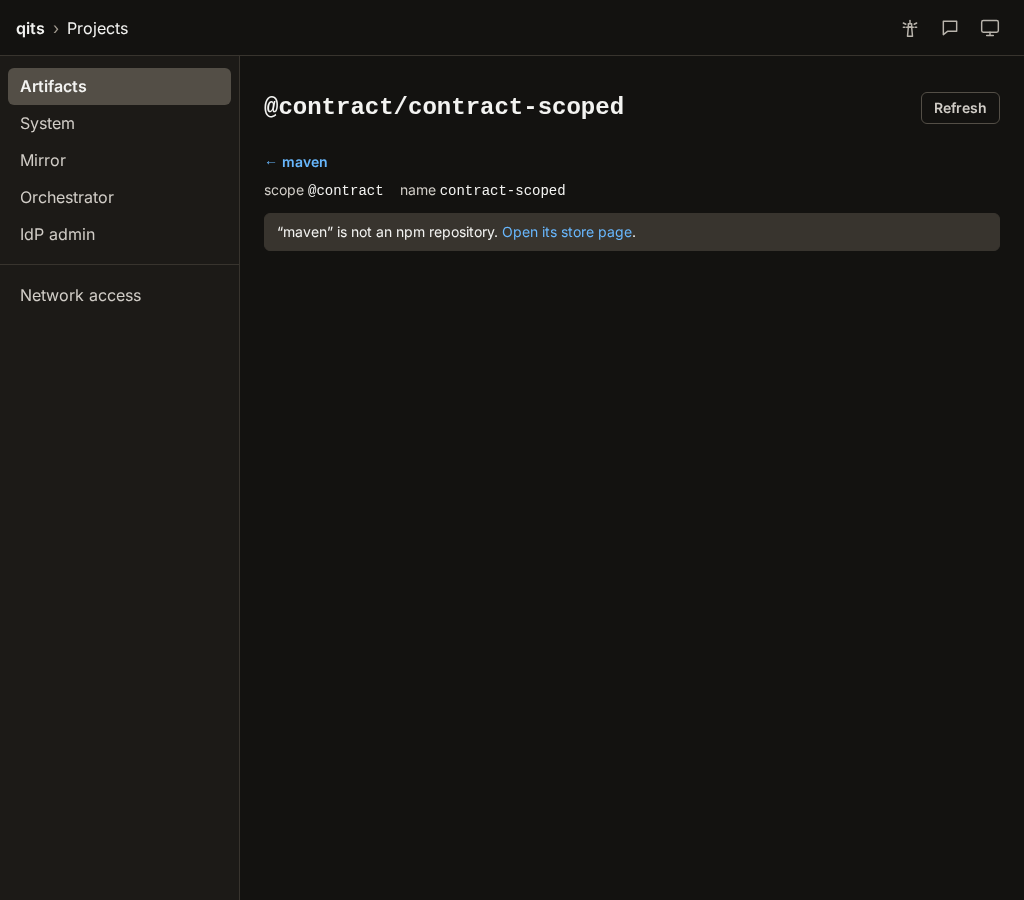 qits › Projects
Artifacts
System
Mirror
Orchestrator
IdP admin
Network access
@contract/contract-scoped
Refresh
← maven
scope @contract name contract-scoped
“maven” is not an npm repository. Open its store page.